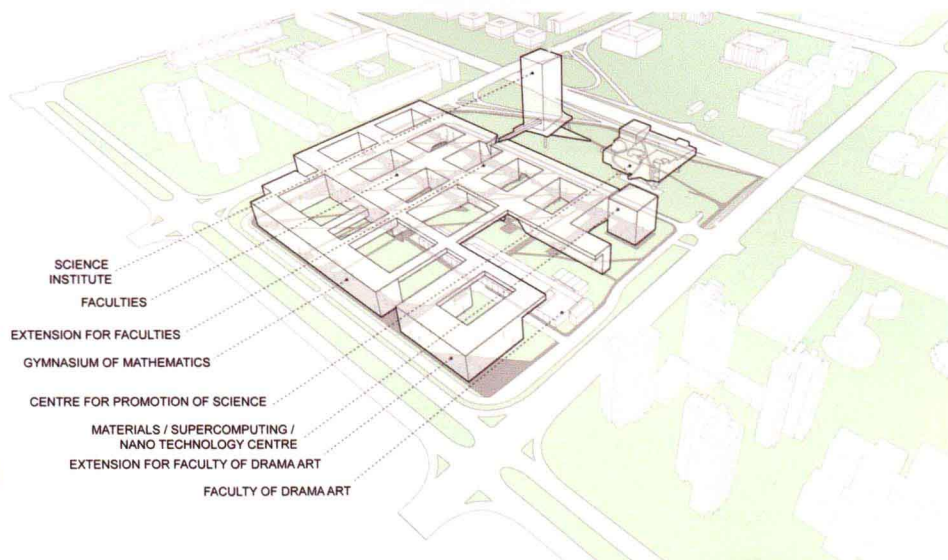 SCIENCE
INSTITUTE
FACULTIES
EXTENSION FOR FACULTIES
GYMNASIUM OF MATHEMATICS
CENTRE FOR PROMOTION OF SCIENCE
MATERIALS / SUPERCOMPUTING /
NANO TECHNOLOGY CENTRE
EXTENSION FOR FACULTY OF DRAMA ART
FACULTY OF DRAMA ART